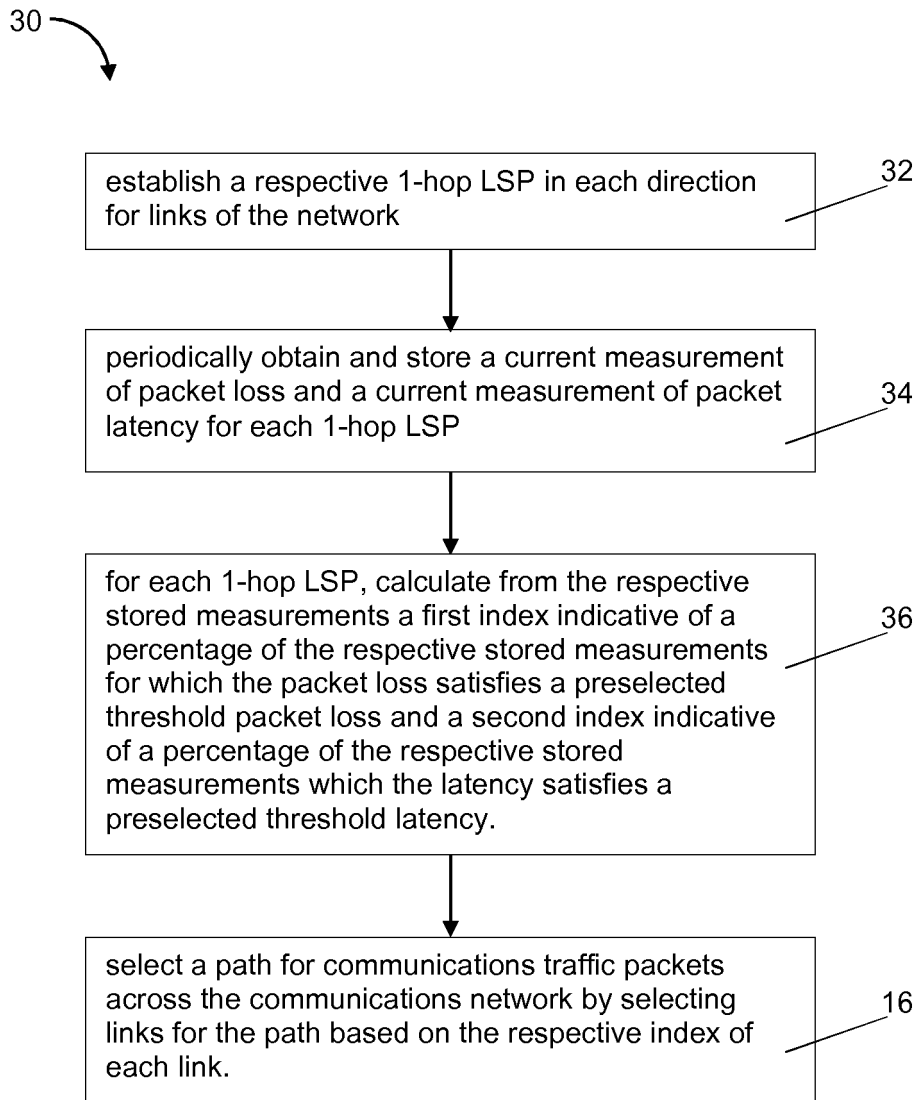 30
establish a respective 1-hop LSP in each direction
for links of the network
32
periodically obtain and store a current measurement
of packet loss and a current measurement of packet
latency for each 1-hop LSP
34
for each 1-hop LSP, calculate from the respective
stored measurements a first index indicative of a
percentage of the respective stored measurements
for which the packet loss satisfies a preselected
threshold packet loss and a second index indicative
of a percentage of the respective stored
measurements which the latency satisfies a
preselected threshold latency.
36
select a path for communications traffic packets
across the communications network by selecting
links for the path based on the respective index of
each link.
16